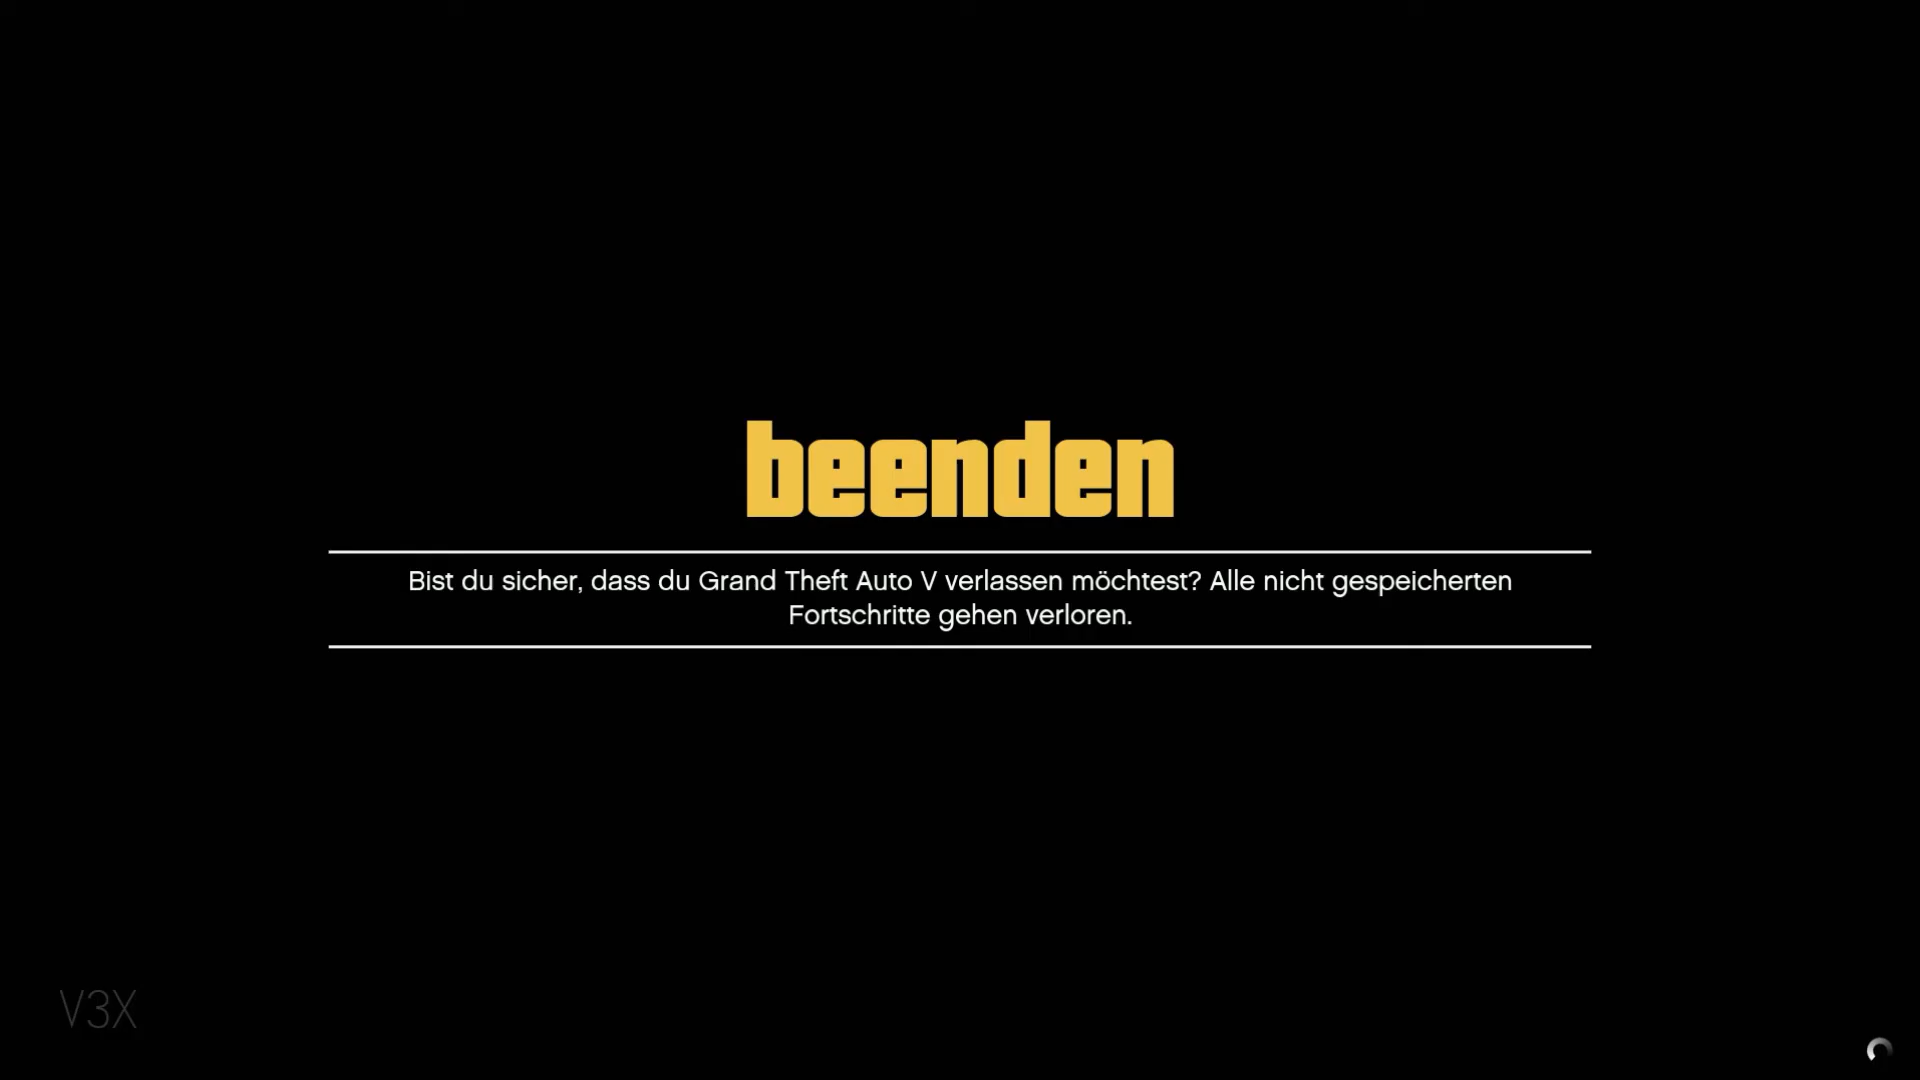 beenden
Bist du sicher, dass du Grand Theft Auto V verlassen möchtest? Alle nicht gespeicherten
Fortschritte gehen verloren.
V3X